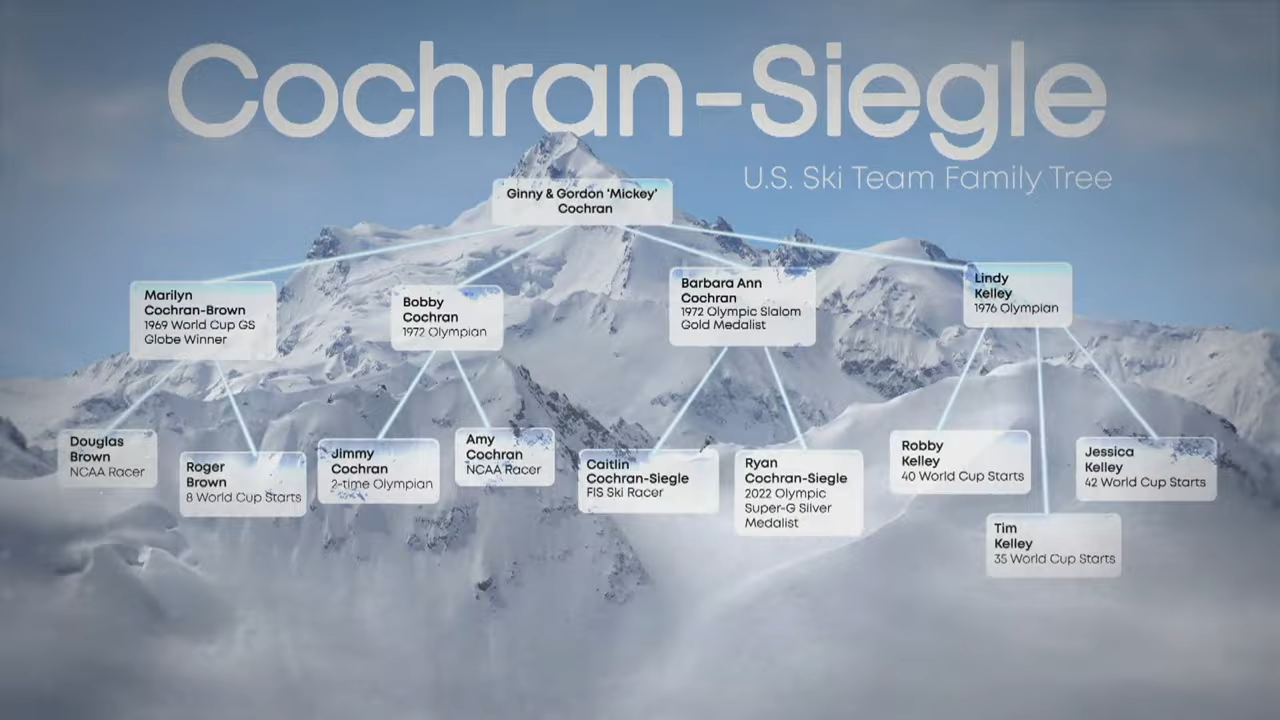 Cochran-Siegle
U.S. Ski Team Family Tree
Ginny & Gordon ‘Mickey’
Cochran
Marilyn
Cochran-Brown
1969 World Cup GS
Globe Winner
Bobby
Cochran
1972 Olympian
Barbara Ann
Cochran
1972 Olympic Slalom
Gold Medalist
Lindy
Kelley
1976 Olympian
Douglas
Brown
NCAA Racer
Roger
Brown
8 World Cup Starts
Jimmy
Cochran
2-time Olympian
Amy
Cochran
NCAA Racer
Caitlin
Cochran-Siegle
FIS Ski Racer
Ryan
Cochran-Siegle
2022 Olympic
Super-G Silver
Medalist
Robby
Kelley
40 World Cup Starts
Tim
Kelley
35 World Cup Starts
Jessica
Kelley
42 World Cup Starts